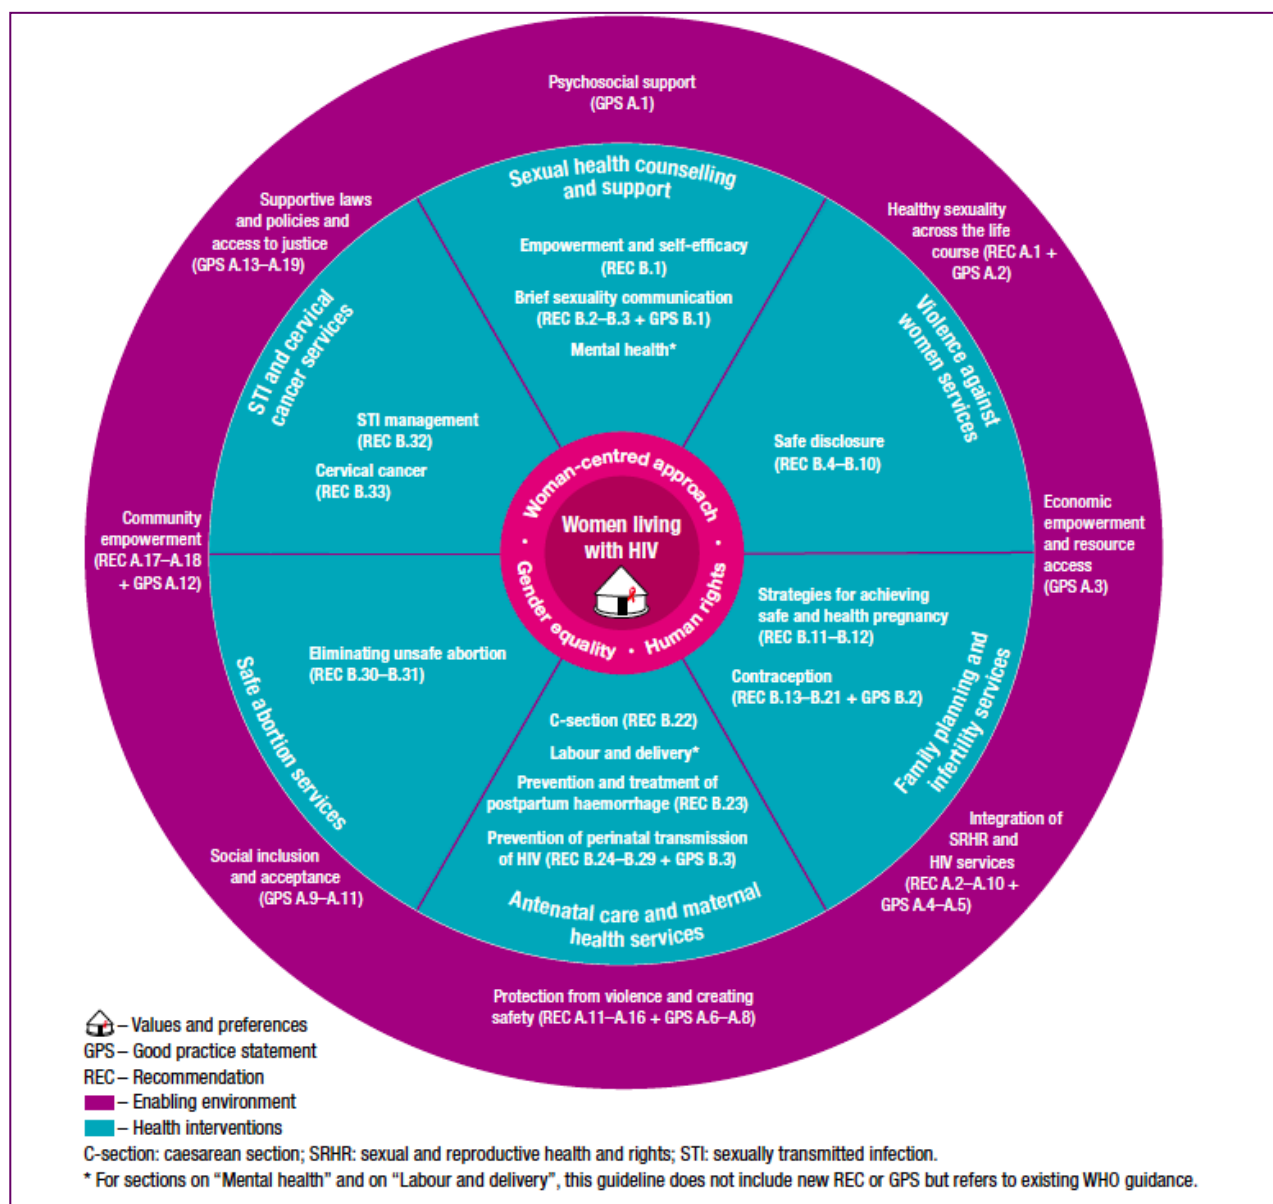 Psychosocial support
(GPS A.1)
Healthy sexuality
across the life
course (REC A.1 +
GPS A.2)
Economic
empowerment
and resource
access
(GPS A.3)
Integration of
SRHR and
HIV services
(REC A.2–A.10 +
GPS A.4–A.5)
Protection from violence and creating
safety (REC A.11–A.16 + GPS A.6–A.8)
Social inclusion
and acceptance
(GPS A.9–A.11)
Community
empowerment
(REC A.17–A.18
+ GPS A.12)
Supportive laws
and policies and
access to justice
(GPS A.13–A.19)
Sexual health counselling
and support
Empowerment and self-efficacy
(REC B.1)
Brief sexuality communication
(REC B.2–B.3 + GPS B.1)
Mental health*
Violence against
women services
Safe disclosure
(REC B.4–B.10)
Strategies for achieving
safe and health pregnancy
(REC B.11–B.12)
Contraception
(REC B.13–B.21 + GPS B.2)
Family planning and
infertility services
C-section (REC B.22)
Labour and delivery*
Prevention and treatment of
postpartum haemorrhage (REC B.23)
Prevention of perinatal transmission
of HIV (REC B.24–B.29 + GPS B.3)
Antenatal care and maternal
health services
Eliminating unsafe abortion
(REC B.30–B.31)
Safe abortion services
STI and cervical
cancer services
STI management
(REC B.32)
Cervical cancer
(REC B.33)
• Woman-centred approach •
Human rights •
Gender equality
Women living
with HIV
– Values and preferences
GPS – Good practice statement
REC – Recommendation
– Enabling environment
– Health interventions
C-section: caesarean section; SRHR: sexual and reproductive health and rights; STI: sexually transmitted infection.
* For sections on “Mental health” and on “Labour and delivery”, this guideline does not include new REC or GPS but refers to existing WHO guidance.